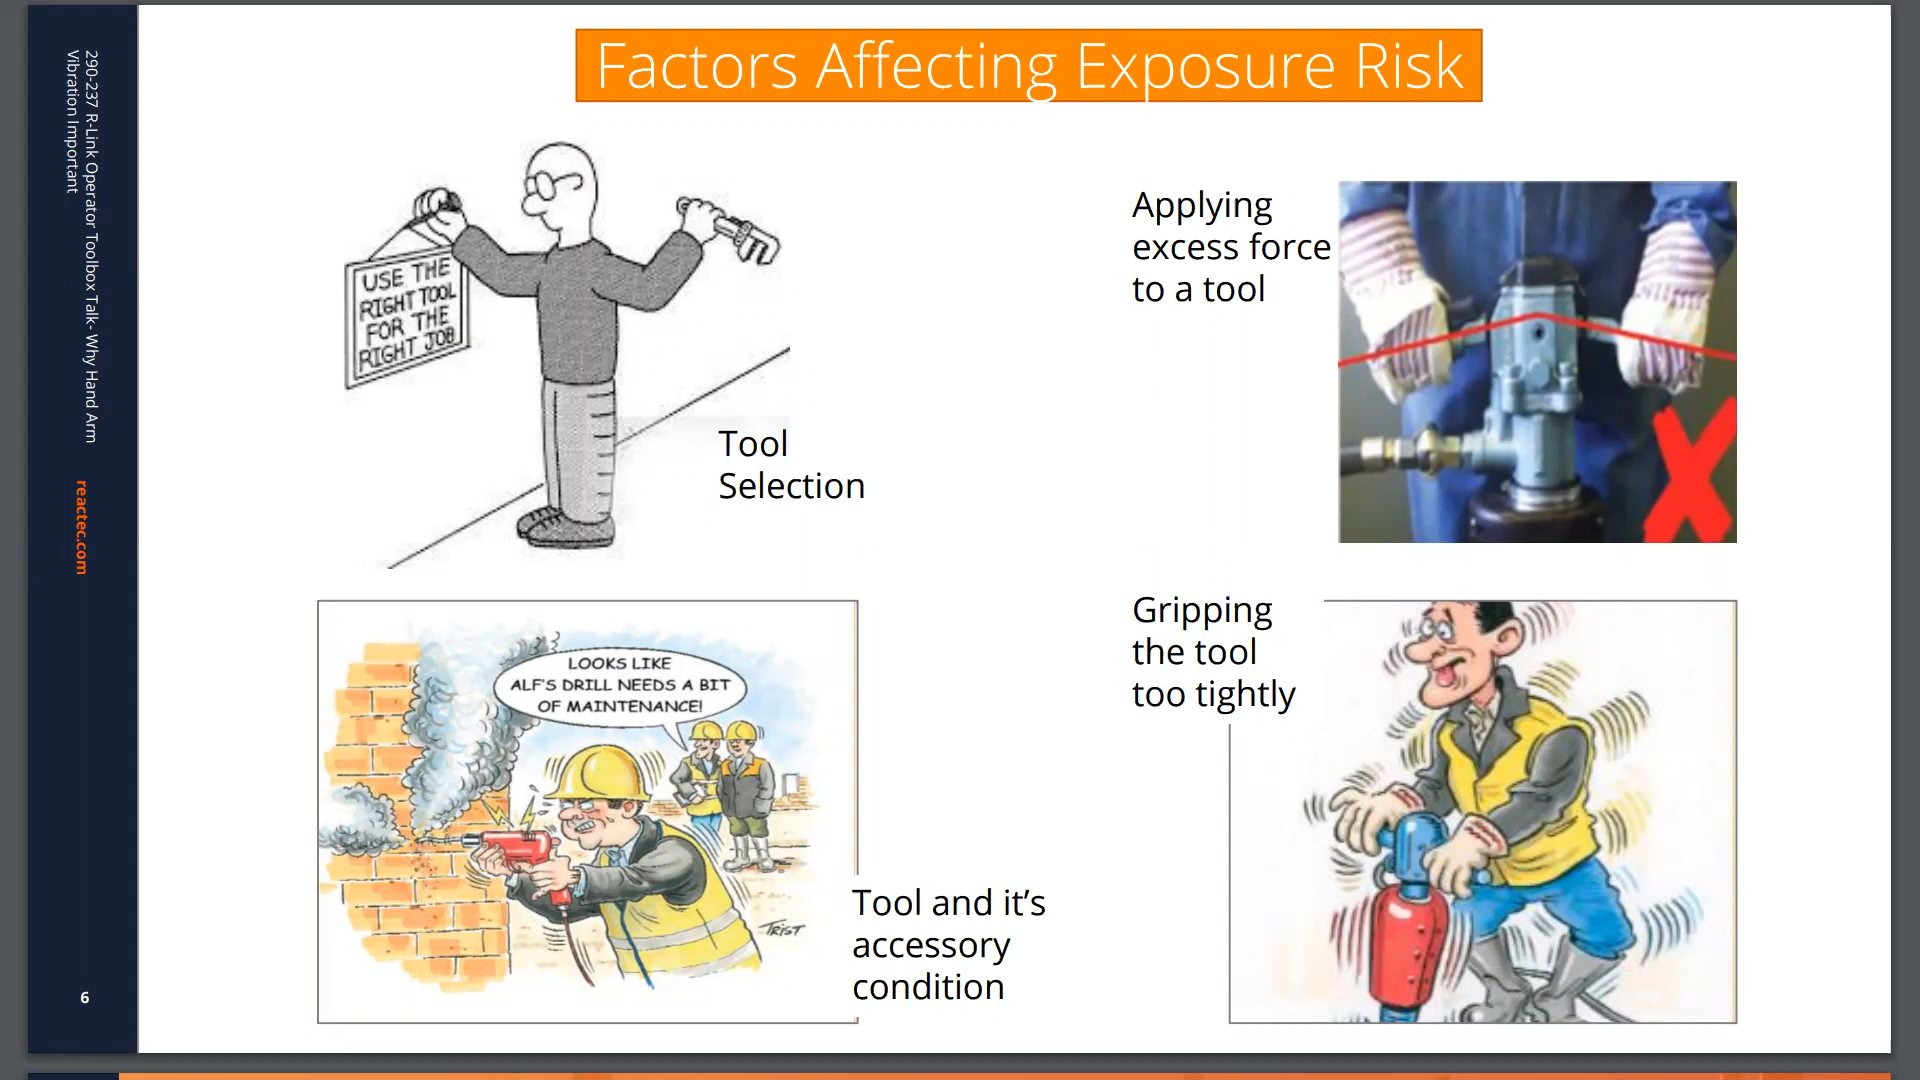 Factors Affecting Exposure Risk
USE THE
RIGHT TOOL
FOR THE
RIGHT JOB
Tool
Selection
Applying
excess force
to a tool
LOOKS LIKE
ALF'S DRILL NEEDS A BIT
OF MAINTENANCE!
TRIST
Tool and it’s
accessory
condition
Gripping
the tool
too tightly
290-237 R-Link Operator Toolbox Talk- Why Hand Arm
Vibration Important
reactec.com
6